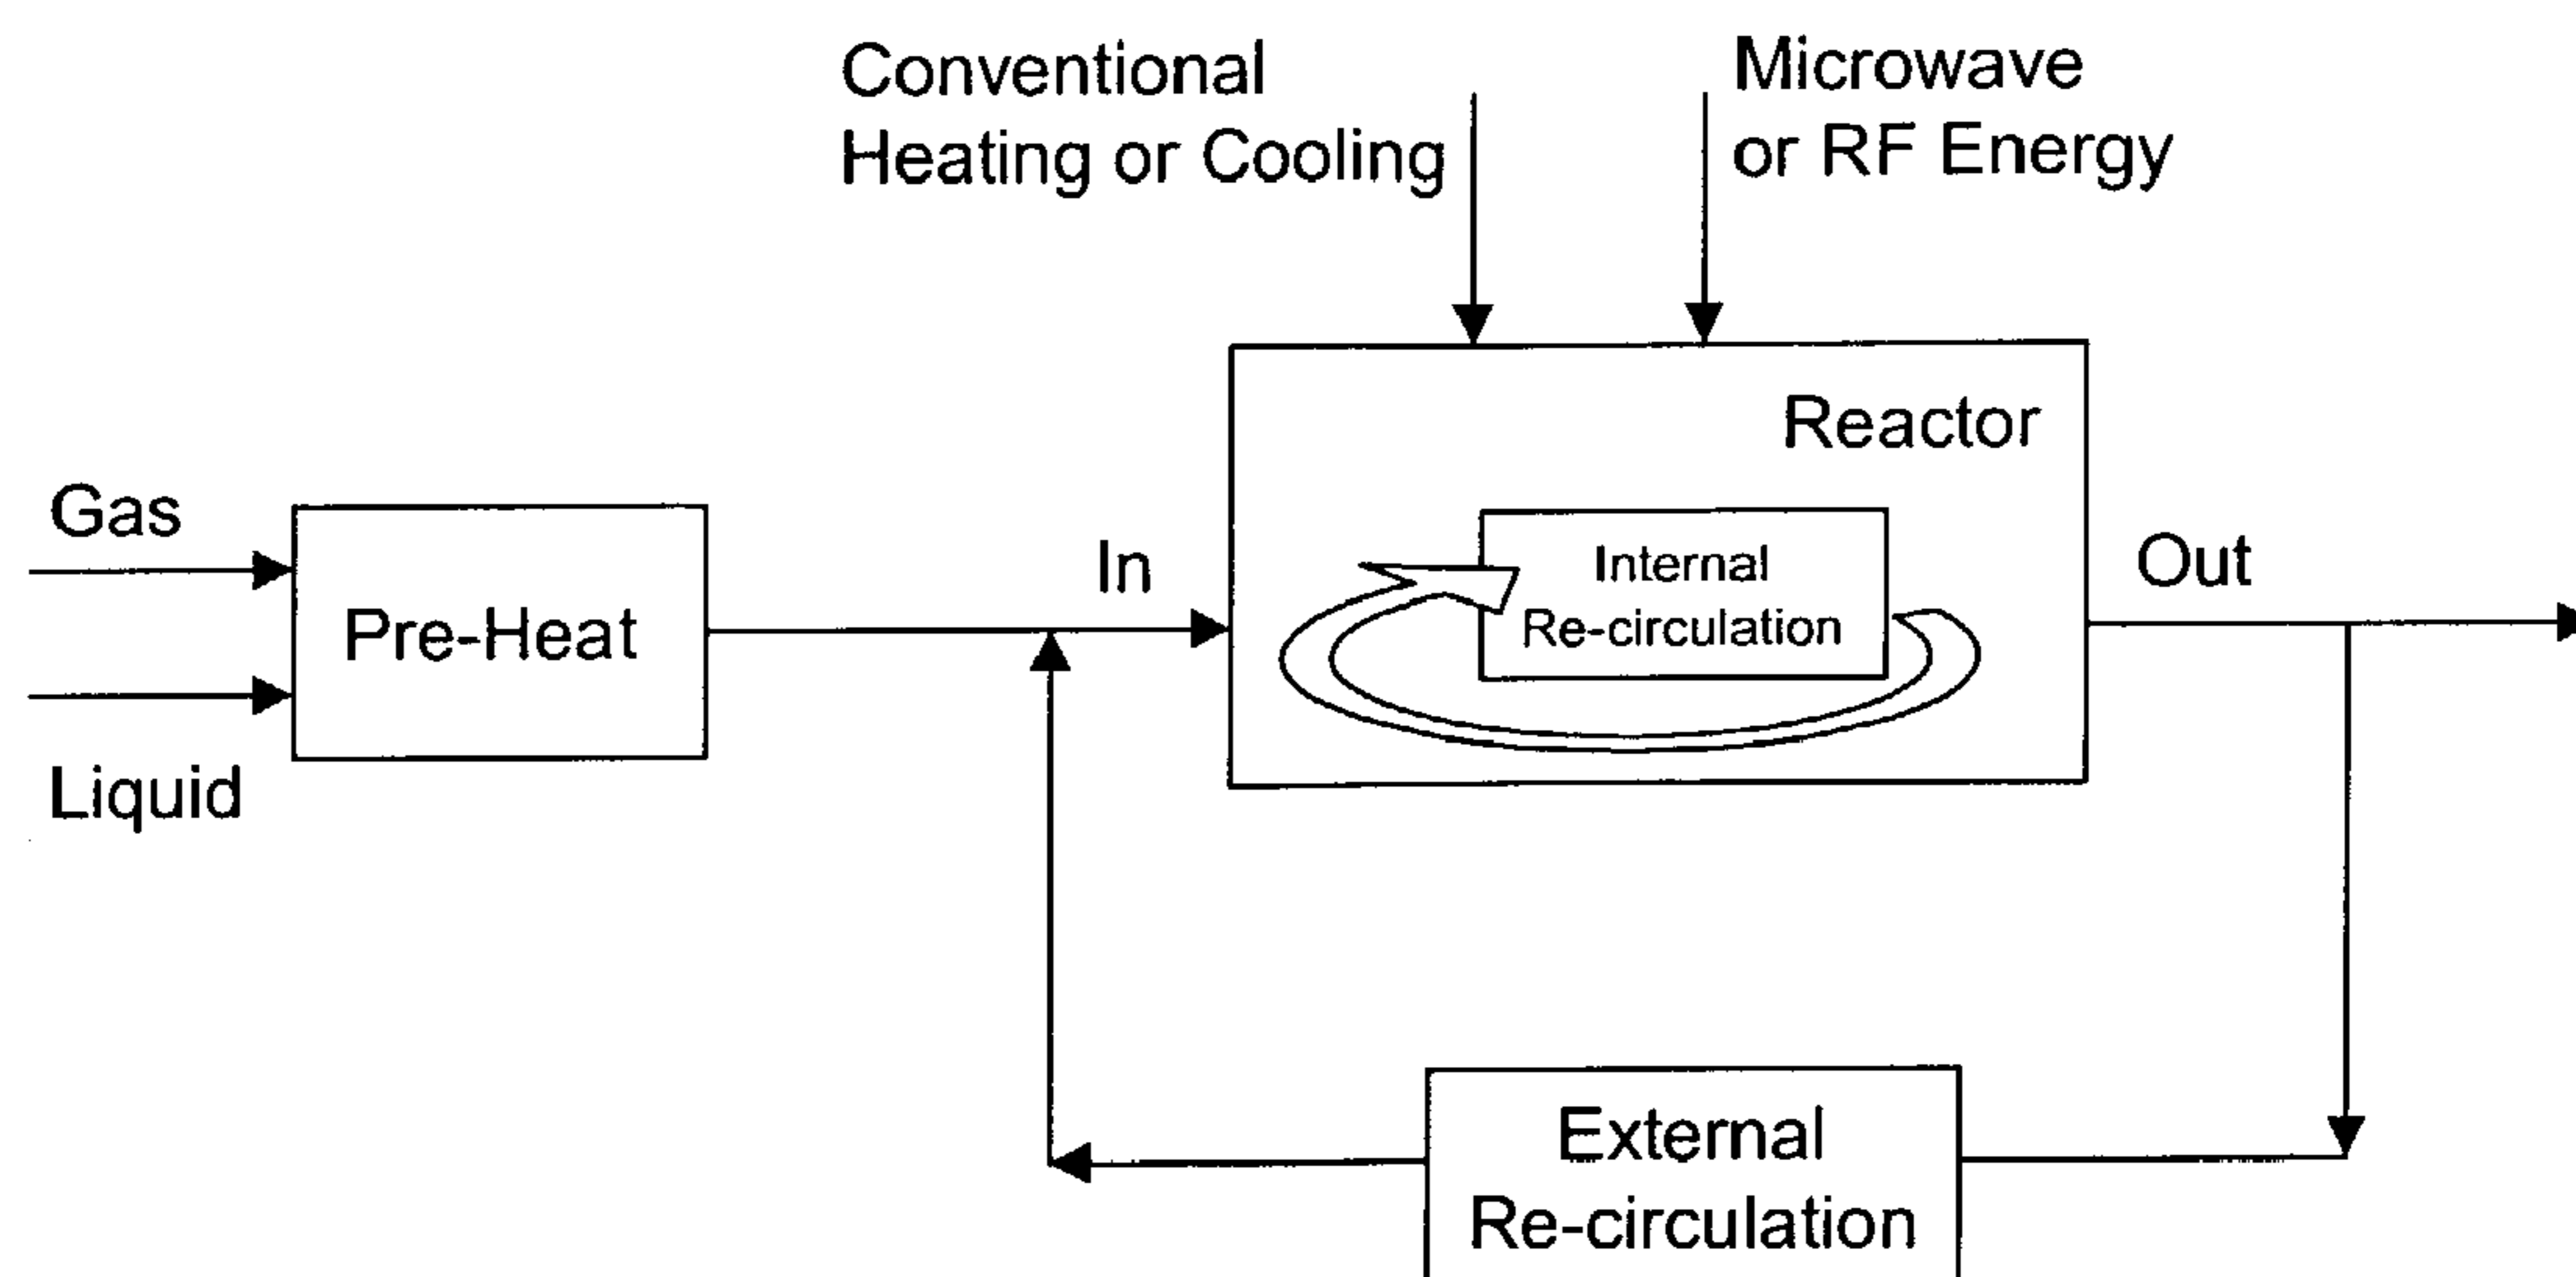 Conventional
Heating or Cooling
Microwave
or RF Energy
Reactor
Gas
Pre-Heat
Liquid
In
Internal
Re-circulation
Out
External
Re-circulation